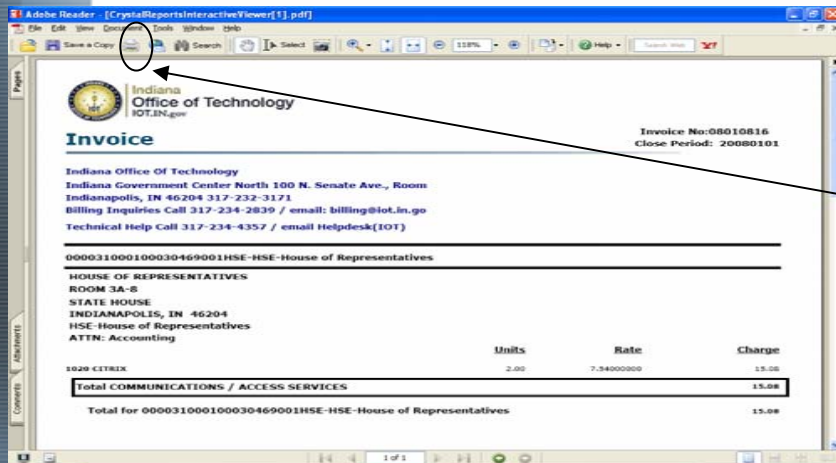 Adobe Reader - [CrystalReportsInteractiveViewer[1].pdf]
File Edit View Document Tools Window Help
Save a Copy Search Select 118% Help Search Web Y!
Pages
Indiana
Office of Technology
IOT.IN.gov
Invoice
Invoice No:08010816
Close Period: 20080101
Indiana Office Of Technology
Indiana Government Center North 100 N. Senate Ave., Room
Indianapolis, IN 46204 317-232-3171
Billing Inquiries Call 317-234-2839 / email: billing@iot.in.go
Technical Help Call 317-234-4357 / email Helpdesk(IOT)
000031000100030469001HSE-HSE-House of Representatives
HOUSE OF REPRESENTATIVES
ROOM 3A-8
STATE HOUSE
INDIANAPOLIS, IN 46204
HSE-House of Representatives
ATTN: Accounting
Units Rate Charge
1020 CITRIX 2.00 7.54000000 15.08
Total COMMUNICATIONS / ACCESS SERVICES 15.08
Total for 000031000100030469001HSE-HSE-House of Representatives 15.08
Attachments
Comments
1 of 1